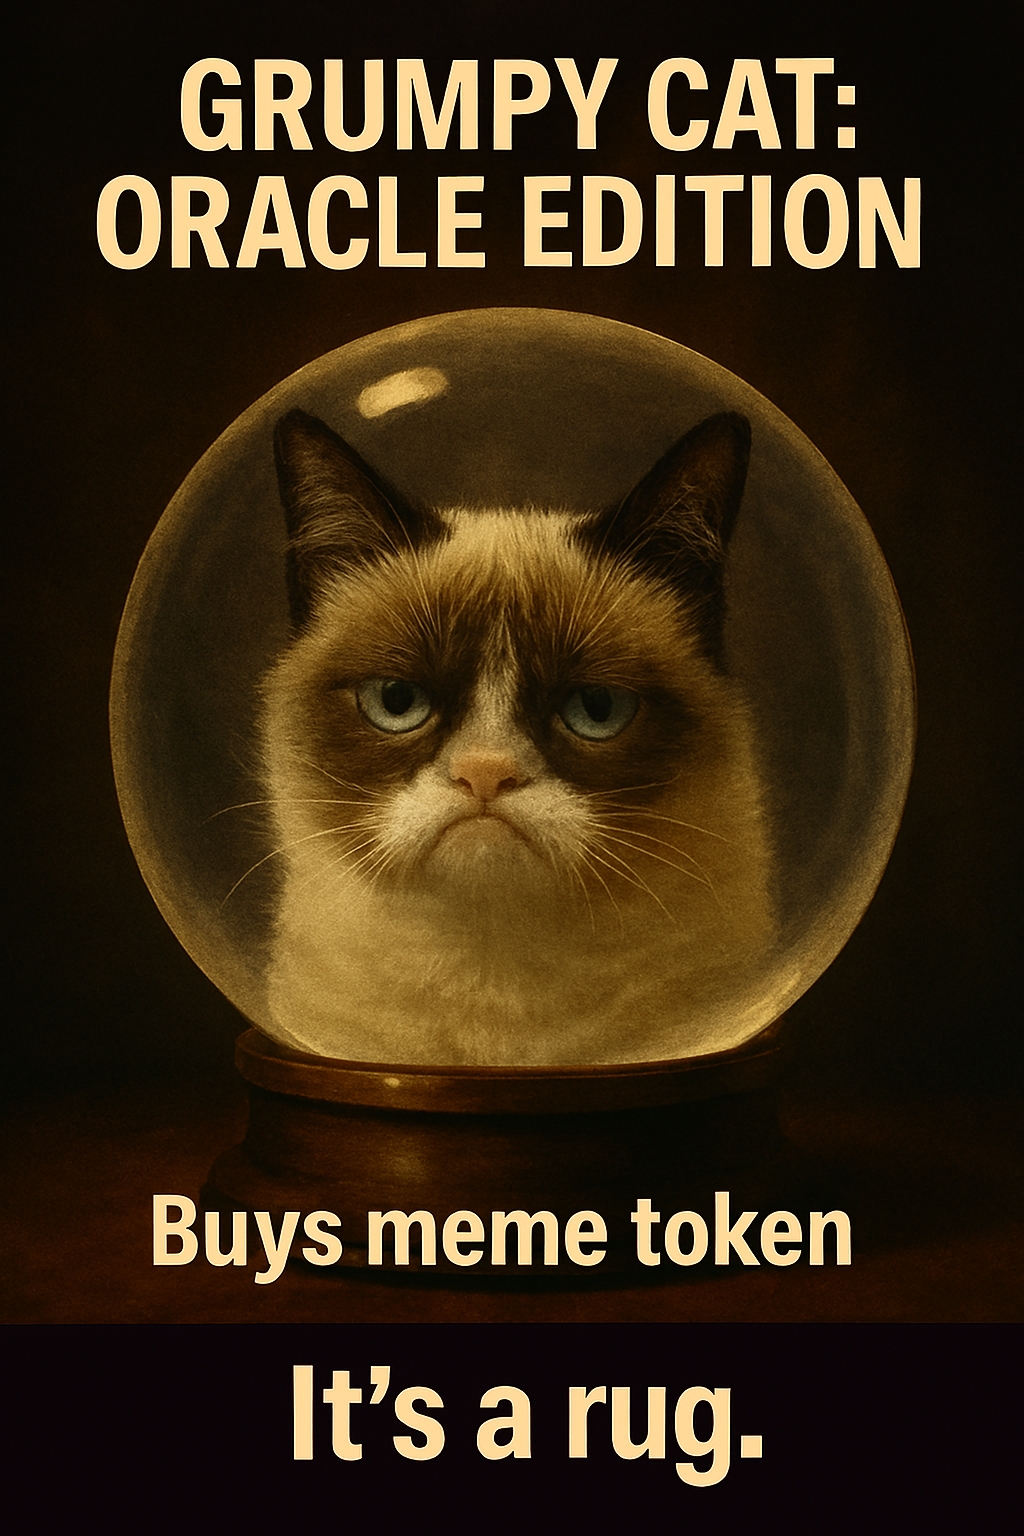 GRUMPY CAT:
ORACLE EDITION
Buys meme token
It’s a rug.